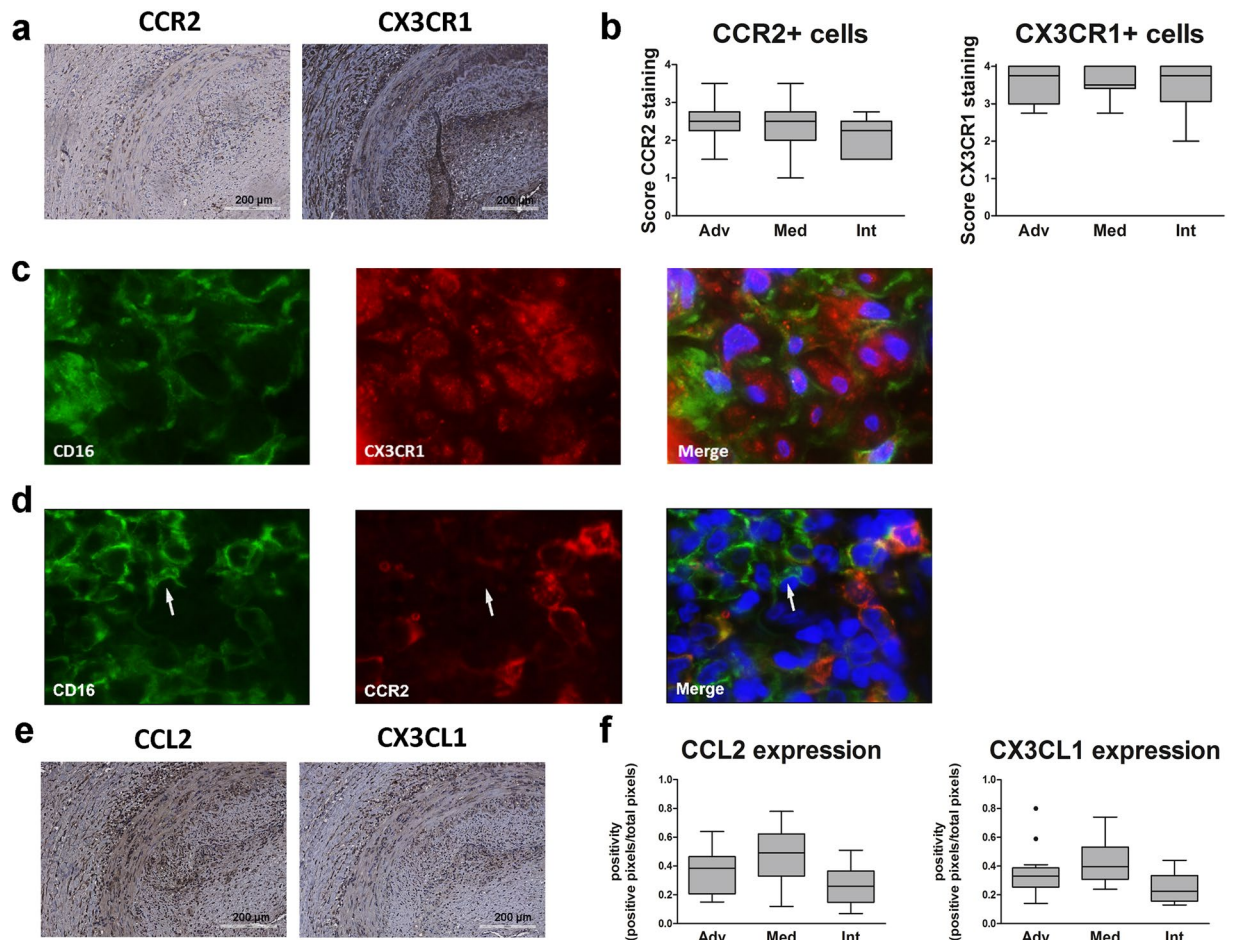 a
CCR2
CX3CR1
200 µm
200 µm
b
CCR2+ cells
Score CCR2 staining
4
3
2
1
0
Adv Med Int
CX3CR1+ cells
Score CX3CR1 staining
4
3
2
1
0
Adv Med Int
c
CD16
CX3CR1
Merge
d
CD16
CCR2
Merge
e
CCL2
CX3CL1
200 µm
200 µm
f
CCL2 expression
positivity
(positive pixels/total pixels)
1.0
0.8
0.6
0.4
0.2
0.0
Adv Med Int
CX3CL1 expression
positivity
(positive pixels/total pixels)
1.0
0.8
0.6
0.4
0.2
0.0
Adv Med Int